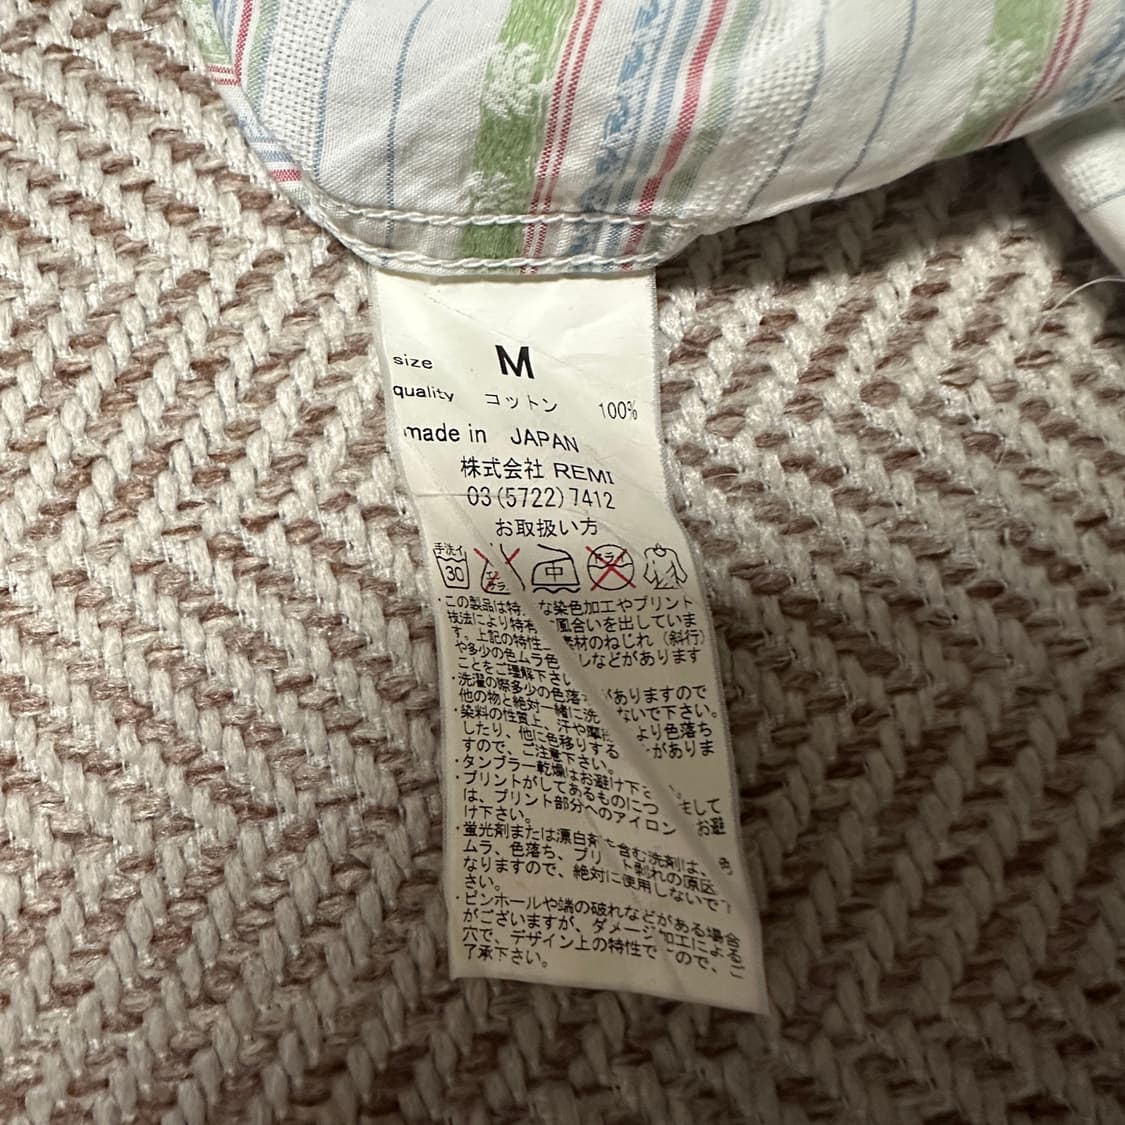 size M
quality コットン 100%
made in JAPAN
株式会社 REMI
03(5722)7412
お取扱い方
手洗イ 30 中
・この製品は特 な染色加工やプリント
技法により特 風合いを出していま
す。上記の特性 素材のねじれ(斜行)
や多少の色ムラ色 しなどがあります
ことをご理解下さい
・洗濯の際多少の色落 がありますので
他の物と絶対一緒に洗 ないで下さい。
・染料の性質上、汗や摩 より色落ち
したり、他に色移りする がありま
すので、ご注意下さい。
・タンブラー乾燥はお避け下さ 。
・プリントがしてあるものにつ まして
は、プリント部分へのアイロン お避
け下さい。
・蛍光剤または漂白剤を含む洗剤は、色
ムラ、色落ち、プリ ト剥れの原因
なりますので、絶対に使用しないで
さい。
・ピンホールや端の破れなどがある場合
がございますが、ダメー 加工によるご
穴で、デザイン上の特性で ので、
了承下さい。